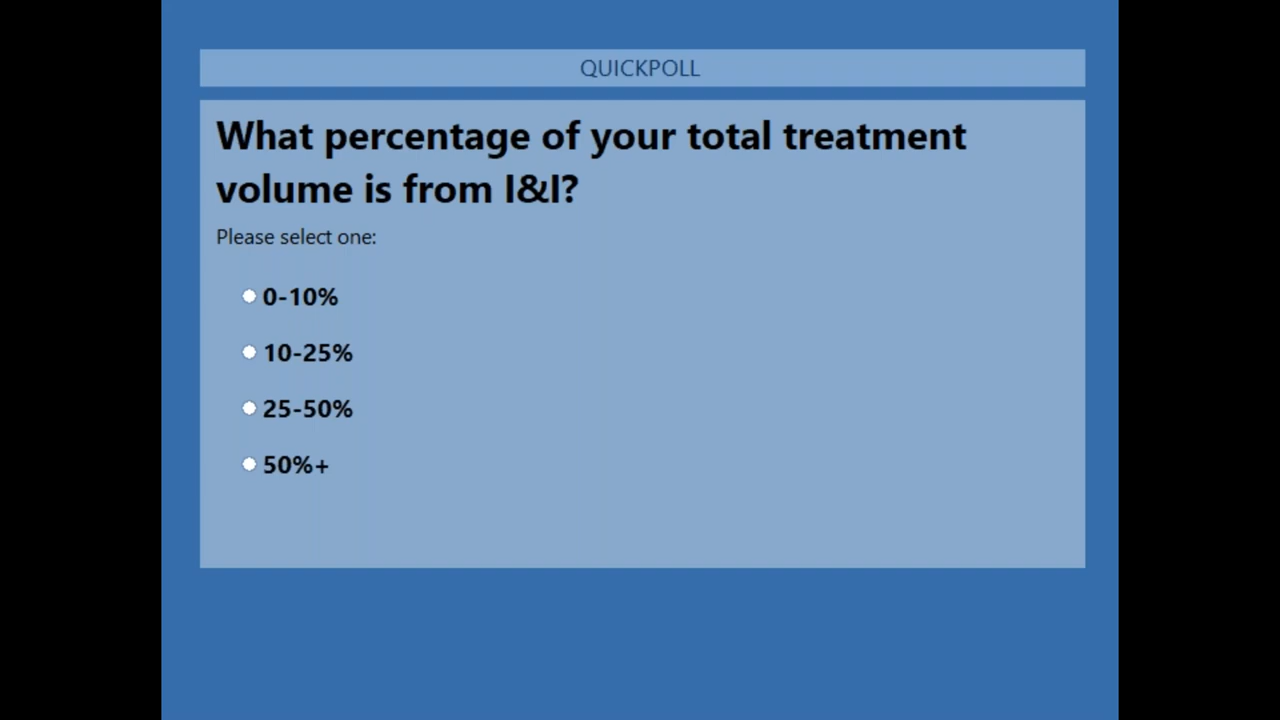 QUICKPOLL
What percentage of your total treatment
volume is from I&I?
Please select one:
0-10%
10-25%
25-50%
50%+